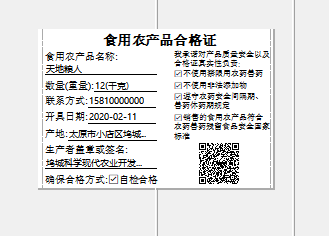 食用农产品合格证
食用农产品名称:
天地粮人
数量(重量):12(千克)
联系方式:15810000000
开具日期:2020-02-11
产地:太原市小店区坞城...
生产者盖章或签名:
坞城科学现代农业开发...
确保合格方式:☑自检合格
我承诺对产品质量安全以及
合格证真实性负责:
☑不使用禁限用农药兽药
☑不使用非法添加物
☑遵守农药安全间隔期、
兽药休药期规定
☑销售的食用农产品符合
农药兽药残留食品安全国家
标准